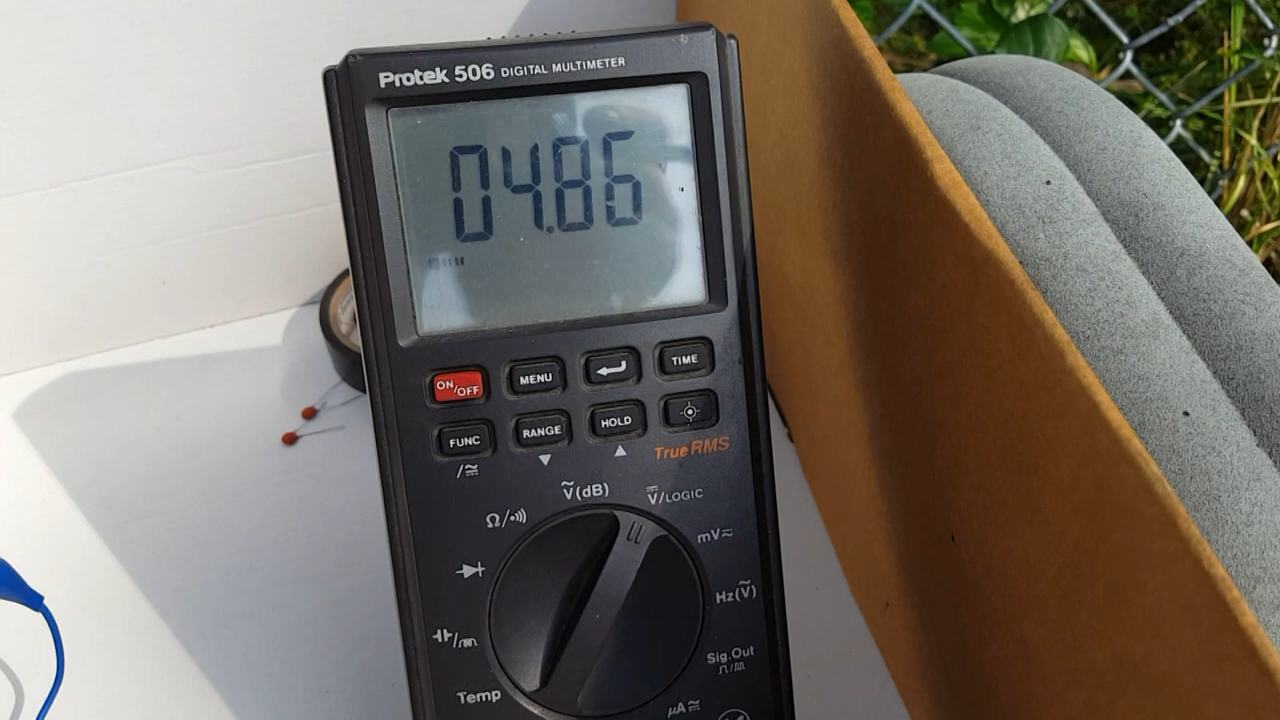 Protek 506 DIGITAL MULTIMETER
04.86
ON/OFF MENU TIME
FUNC RANGE HOLD
True RMS
V(dB) V/LOGIC
Ω mV
Hz(V)
Sig.Out
Temp μA